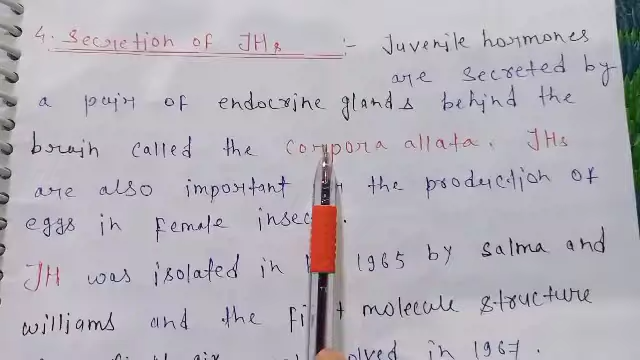 4. Secretion of JHs :- Juvenile hormones
are secreted by
a pair of endocrine glands behind the
brain called the corpora allata. JHs
are also important the production of
eggs in female
JH was isolated in 1965 by salma and
williams and the molecule structure
in 1967.